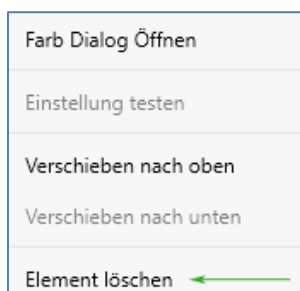 Farb Dialog Öffnen
Einstellung testen
Verschieben nach oben
Verschieben nach unten
Element löschen